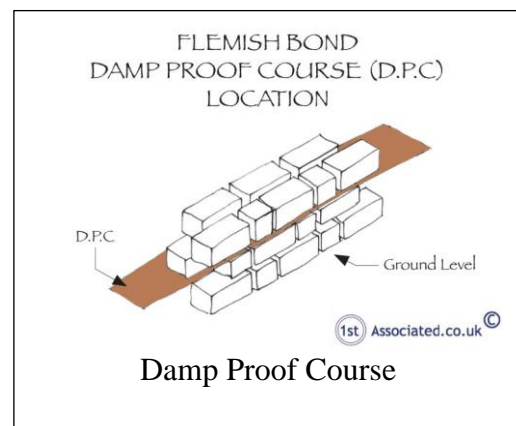 FLEMISH BOND
DAMP PROOF COURSE (D.P.C)
LOCATION
D.P.C
Ground Level
1st Associated.co.uk ©
Damp Proof Course